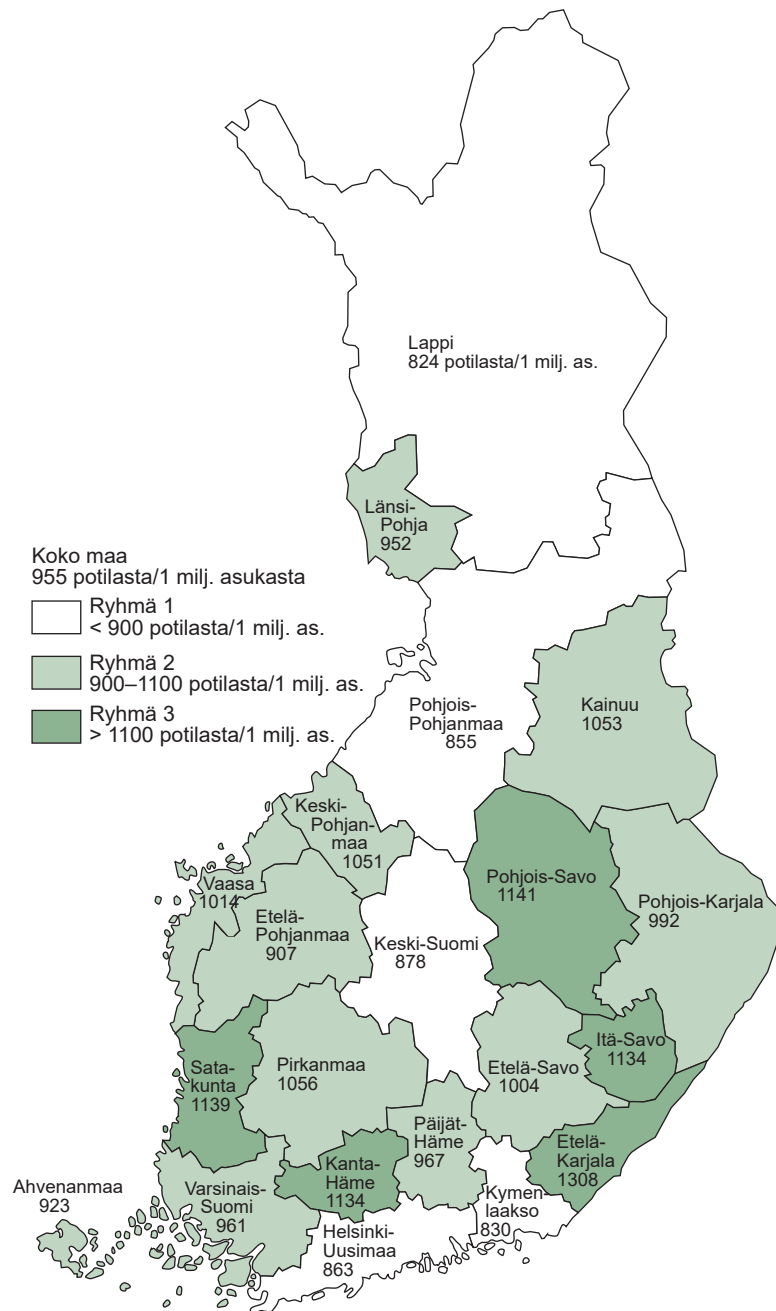 Lappi
824 potilasta/1 milj. as.
Länsi-
Pohja
952
Koko maa
955 potilasta/1 milj. asukasta
Ryhmä 1
< 900 potilasta/1 milj. as.
Ryhmä 2
900–1100 potilasta/1 milj. as.
Ryhmä 3
> 1100 potilasta/1 milj. as.
Pohjois-
Pohjanmaa
855
Kainuu
1053
Keski-
Pohjan-
maa
1051
Vaasa
1014
Etelä-
Pohjanmaa
907
Keski-Suomi
878
Pohjois-Savo
1141
Pohjois-Karjala
992
Sata-
kunta
1139
Pirkanmaa
1056
Etelä-Savo
1004
Itä-Savo
1134
Päijät-
Häme
967
Etelä-
Karjala
1308
Kanta-
Häme
1134
Kymen-
laakso
830
Ahvenanmaa
923
Varsinais-
Suomi
961
Helsinki-
Uusimaa
863